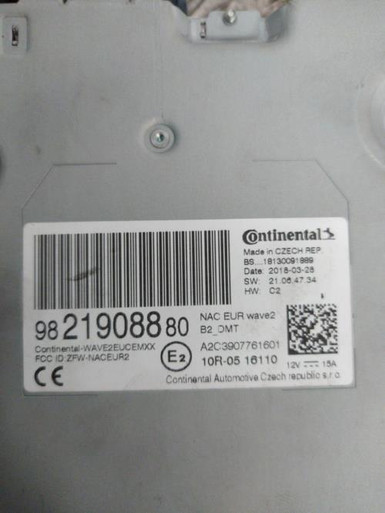 Continental
Made in CZECH REP.
BS...18130091989
Date: 2018-03-28
SW: 21.06.47.34
HW: C2
98 219088 80
NAC EUR wave2
B2_DMT
Continental-WAVE2EUCEMXX
FCC ID:ZFW-NACEUR2
E2
A2C3907761601
10R-05 16110
12V 15A
CE
Continental Automotive Czech republic s.r.o.